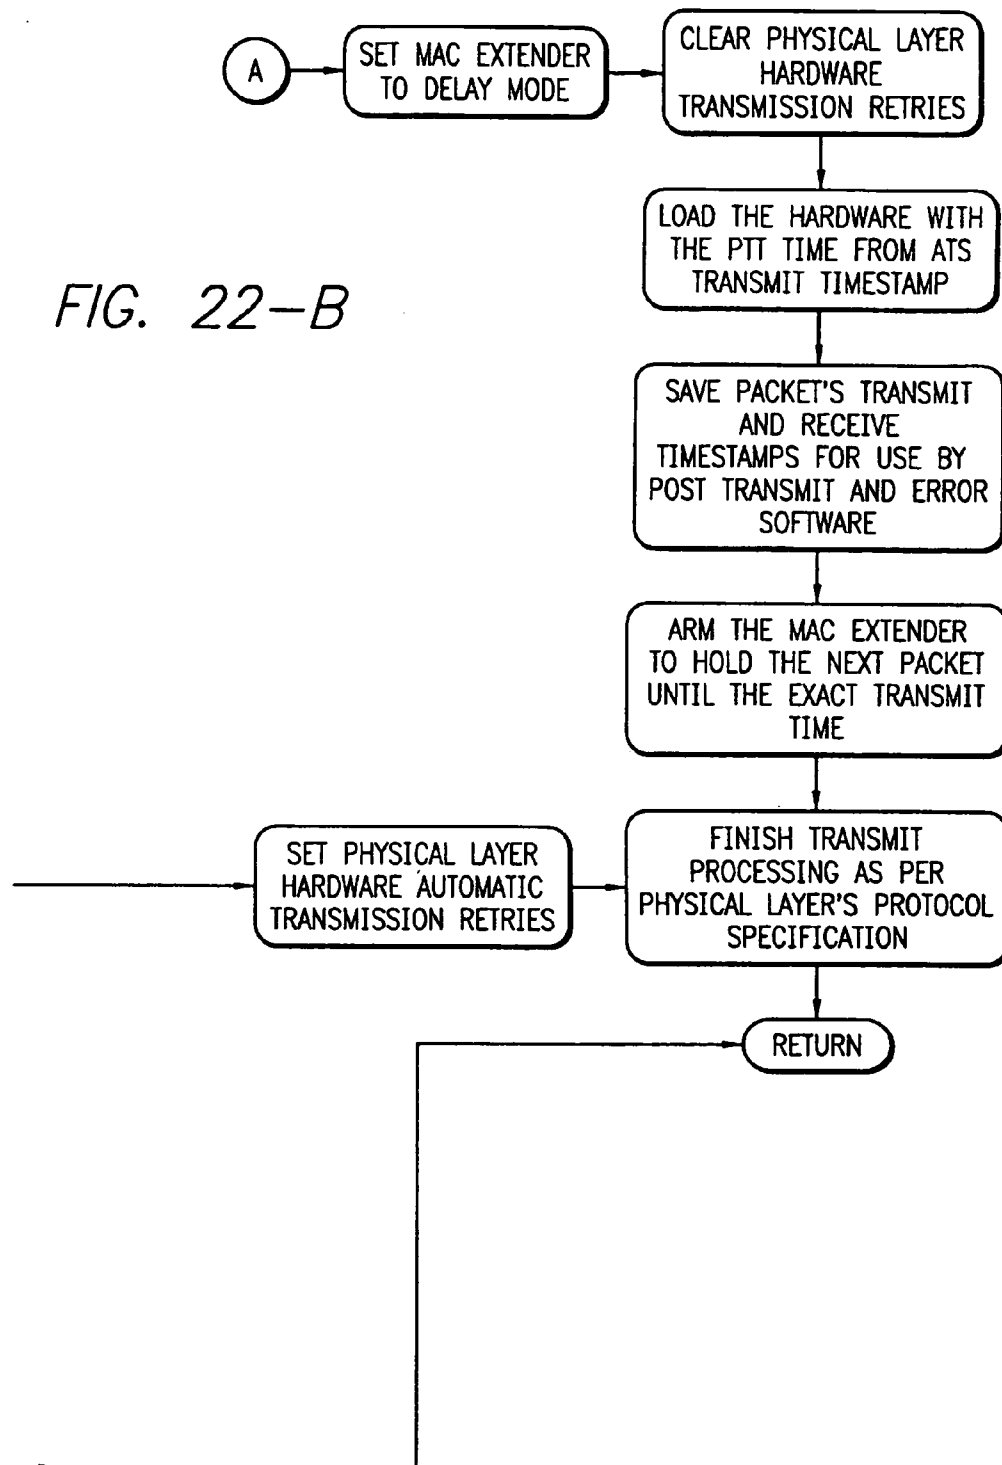 A
SET MAC EXTENDER
TO DELAY MODE
CLEAR PHYSICAL LAYER
HARDWARE
TRANSMISSION RETRIES
LOAD THE HARDWARE WITH
THE PTT TIME FROM ATS
TRANSMIT TIMESTAMP
FIG. 22-B
SAVE PACKET'S TRANSMIT
AND RECEIVE
TIMESTAMPS FOR USE BY
POST TRANSMIT AND ERROR
SOFTWARE
ARM THE MAC EXTENDER
TO HOLD THE NEXT PACKET
UNTIL THE EXACT TRANSMIT
TIME
SET PHYSICAL LAYER
HARDWARE AUTOMATIC
TRANSMISSION RETRIES
FINISH TRANSMIT
PROCESSING AS PER
PHYSICAL LAYER'S PROTOCOL
SPECIFICATION
RETURN